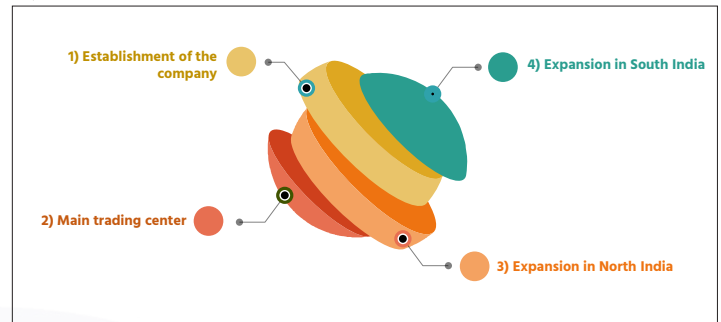 1) Establishment of the
company
2) Main trading center
3) Expansion in North India
4) Expansion in South India